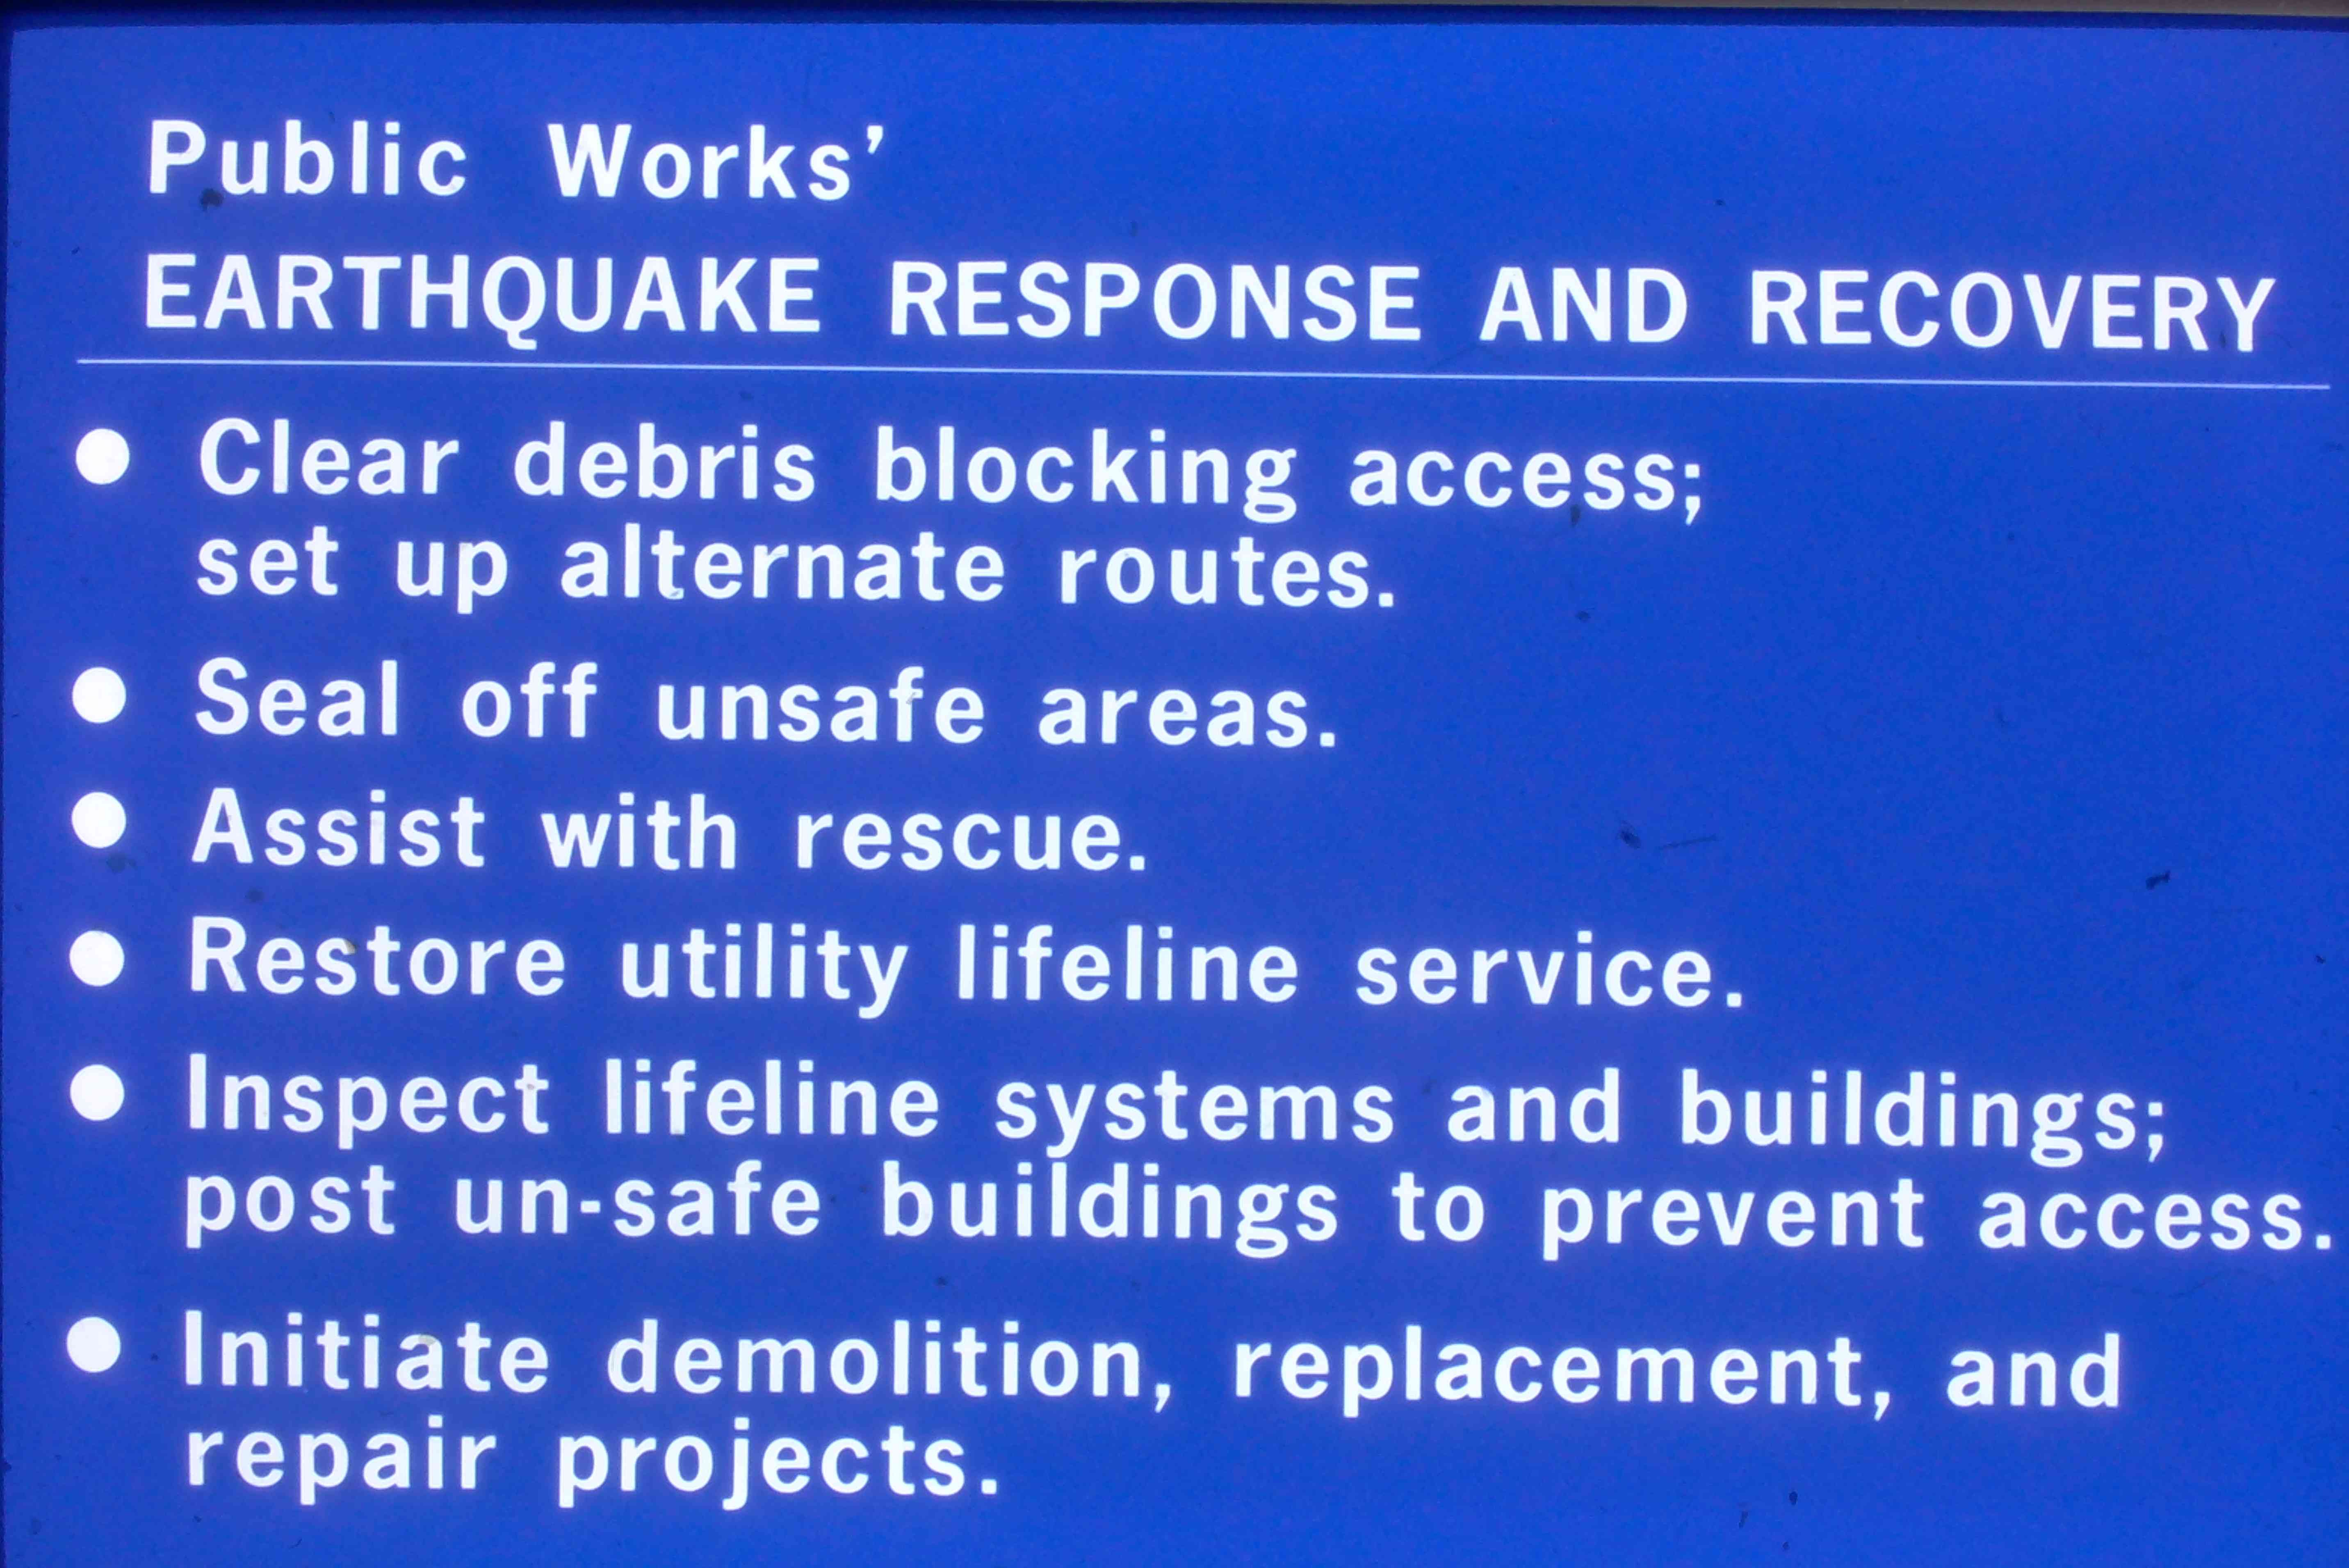 Public Works’
EARTHQUAKE RESPONSE AND RECOVERY
● Clear debris blocking access;
set up alternate routes.
● Seal off unsafe areas.
● Assist with rescue.
● Restore utility lifeline service.
● Inspect lifeline systems and buildings;
post un-safe buildings to prevent access.
● Initiate demolition, replacement, and
repair projects.